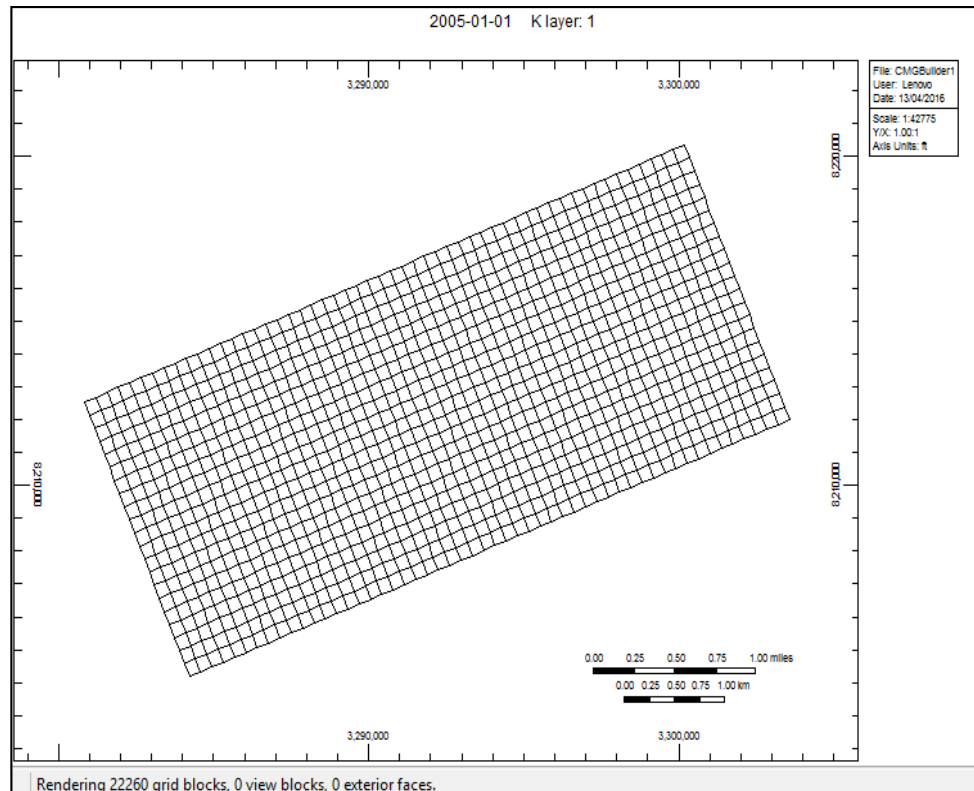 2005-01-01 K layer: 1
3,290,000 3,300,000
File: CMGBuilder1
User: Lenovo
Date: 13/04/2016
Scale: 1:42775
Y/X: 1.00:1
Axis Units: ft
8,220,000
8,210,000 8,210,000
0.00 0.25 0.50 0.75 1.00 miles
0.00 0.25 0.50 0.75 1.00 km
3,290,000 3,300,000
Rendering 22260 grid blocks, 0 view blocks, 0 exterior faces.